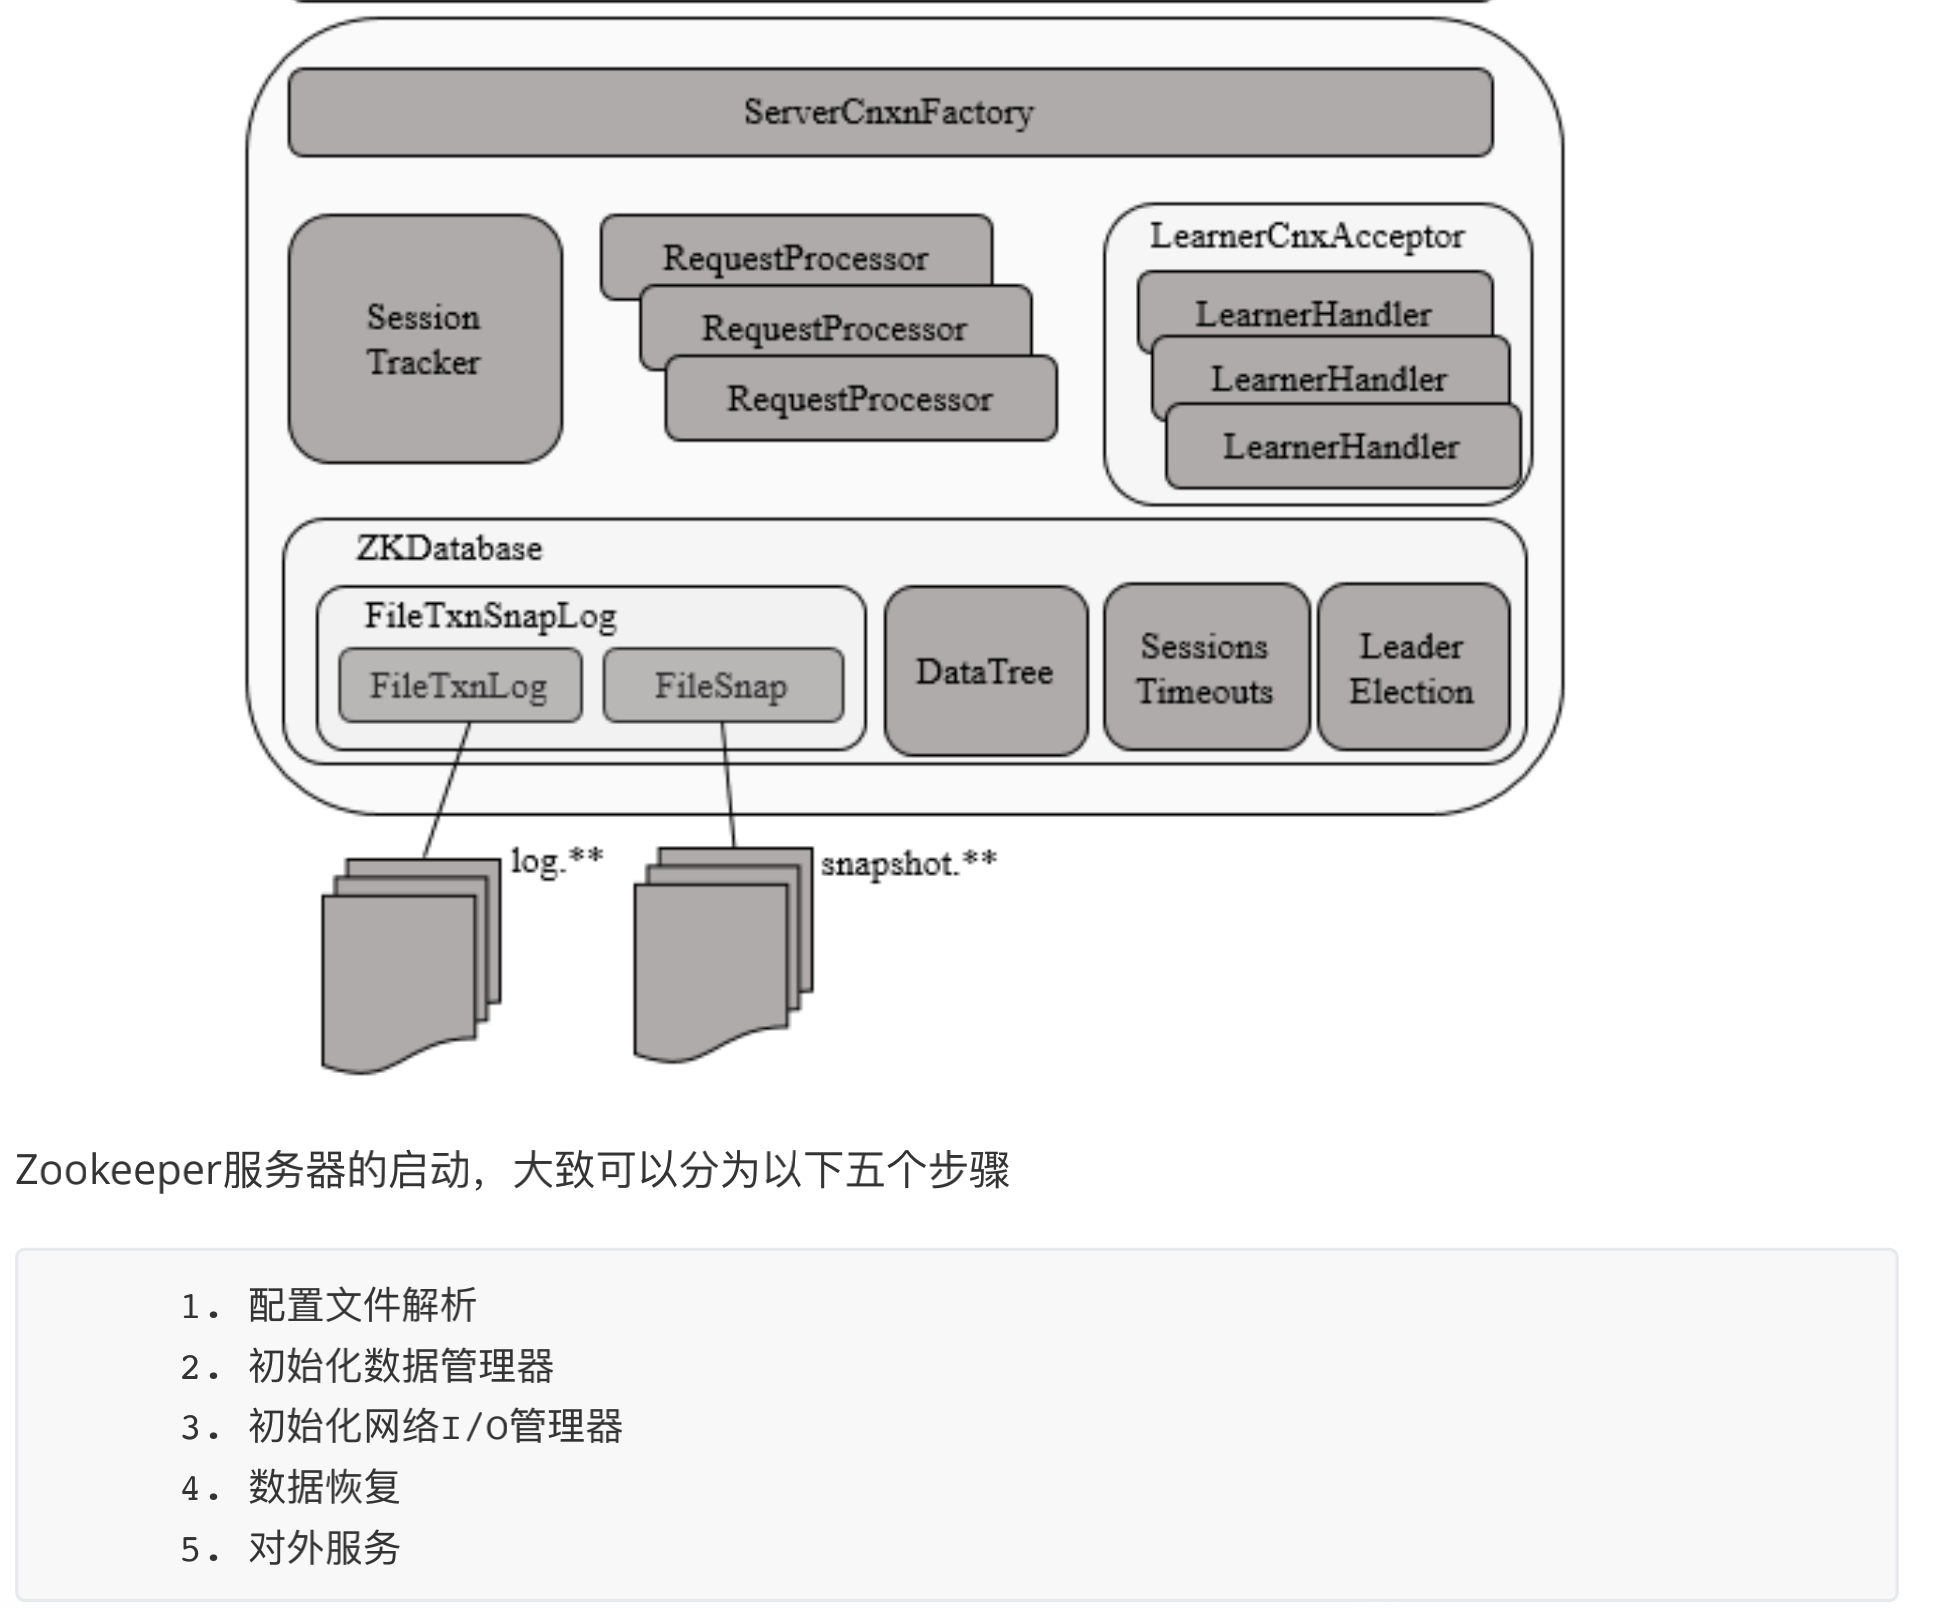 ServerCnxnFactory
Session
Tracker
RequestProcessor
RequestProcessor
RequestProcessor
LearnerCnxAcceptor
LearnerHandler
LearnerHandler
LearnerHandler
ZKDatabase
FileTxnSnapLog
FileTxnLog
FileSnap
DataTree
Sessions
Timeouts
Leader
Election
log.**
snapshot.**
Zookeeper服务器的启动，大致可以分为以下五个步骤
1. 配置文件解析
2. 初始化数据管理器
3. 初始化网络I/O管理器
4. 数据恢复
5. 对外服务